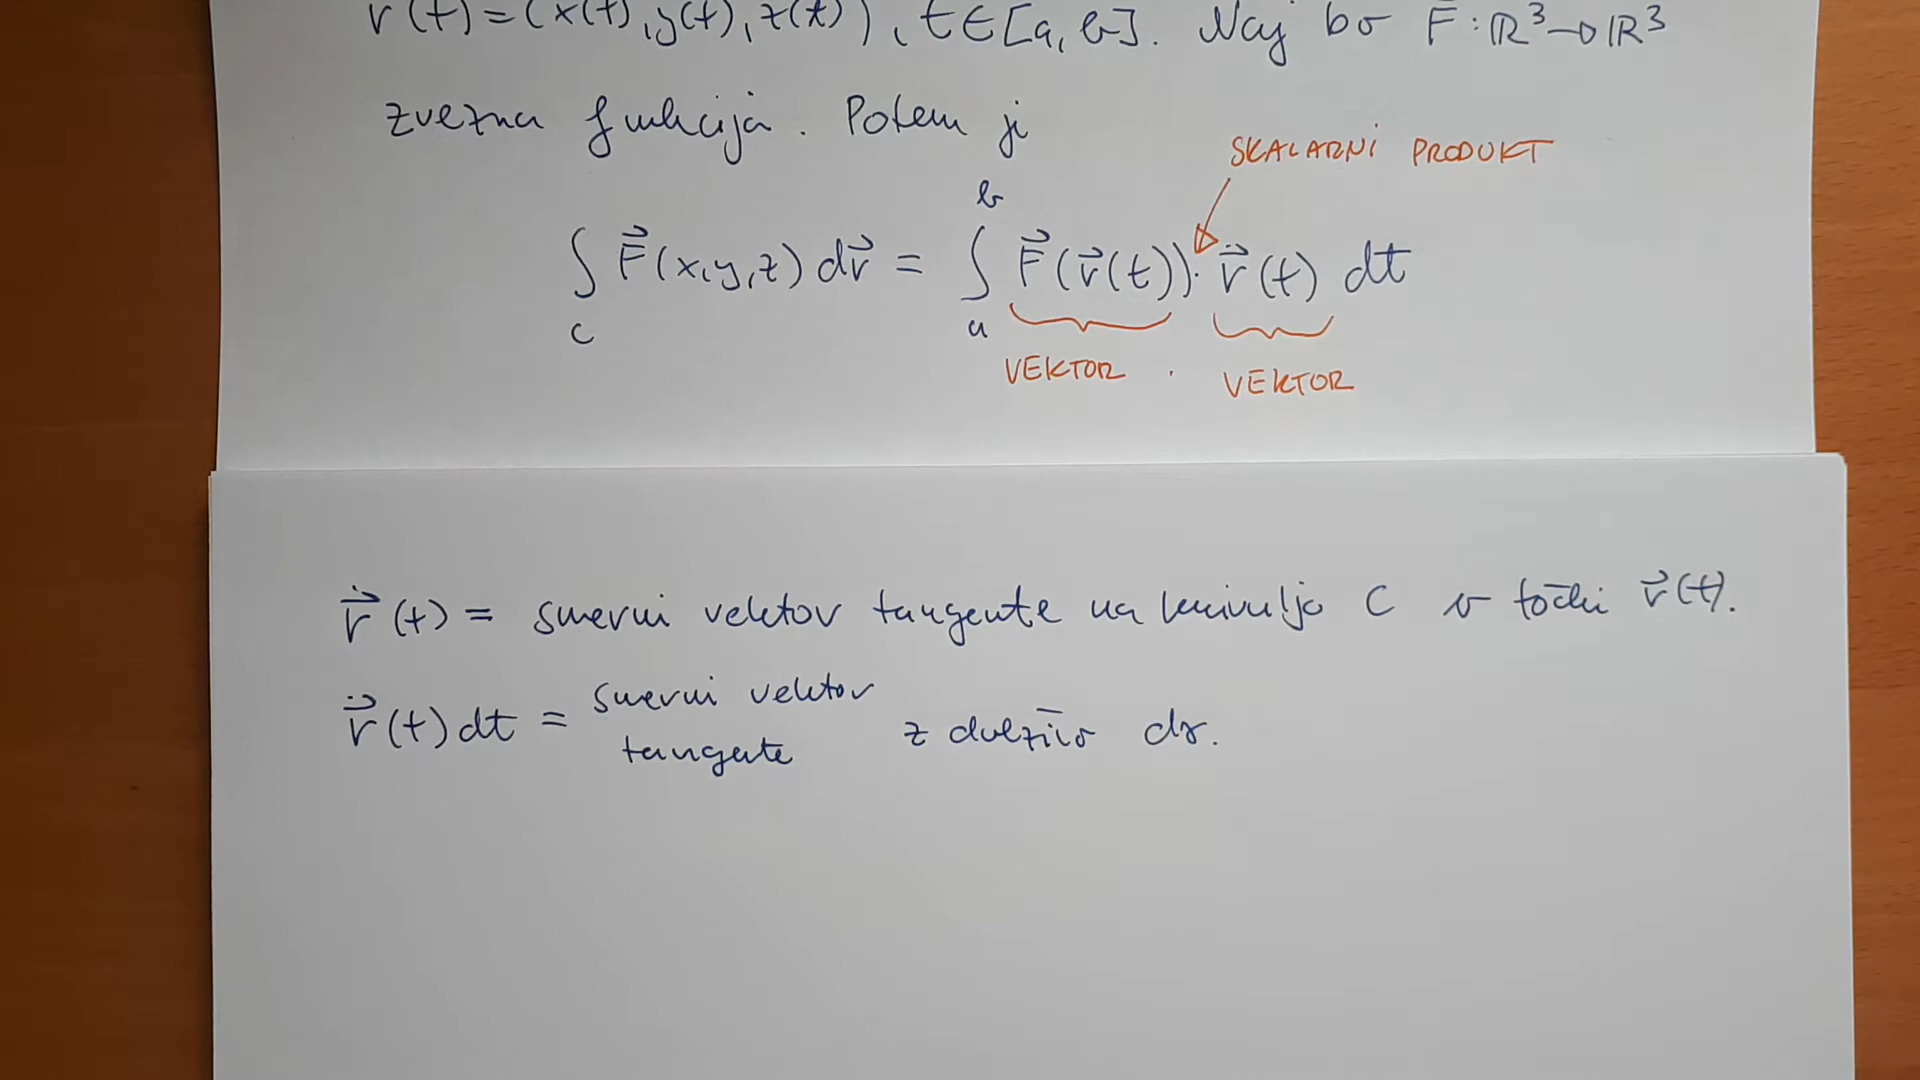 r(t)=(x(t),y(t),z(t)), t∈[a,b]. Naj bo F⃗:ℝ³→ℝ³
zvezna funkcija. Potem je
SKALARNI PRODUKT
∫_C F⃗(x,y,z) dr⃗ = ∫_a^b F⃗(r⃗(t)) · r⃗̇(t) dt
VEKTOR . VEKTOR
r⃗̇(t) = smerni vektor tangente na krivuljo C v točki r⃗(t).
r⃗̇(t)dt = smerni vektor tangente z dolžino ds.